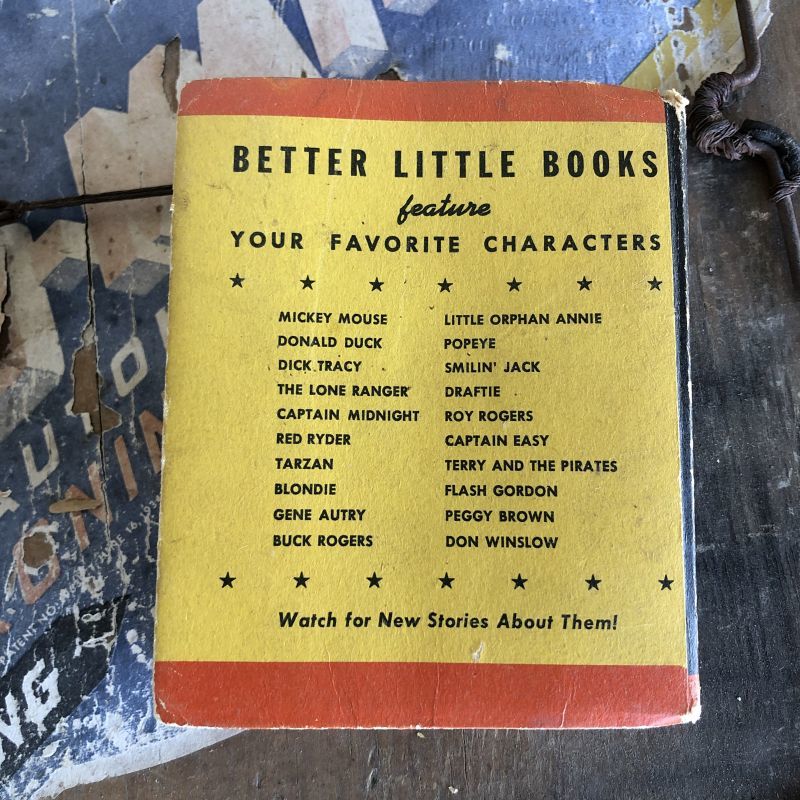 BETTER LITTLE BOOKS
feature
YOUR FAVORITE CHARACTERS
MICKEY MOUSE
DONALD DUCK
DICK TRACY
THE LONE RANGER
CAPTAIN MIDNIGHT
RED RYDER
TARZAN
BLONDIE
GENE AUTRY
BUCK ROGERS
LITTLE ORPHAN ANNIE
POPEYE
SMILIN' JACK
DRAFTIE
ROY ROGERS
CAPTAIN EASY
TERRY AND THE PIRATES
FLASH GORDON
PEGGY BROWN
DON WINSLOW
Watch for New Stories About Them!